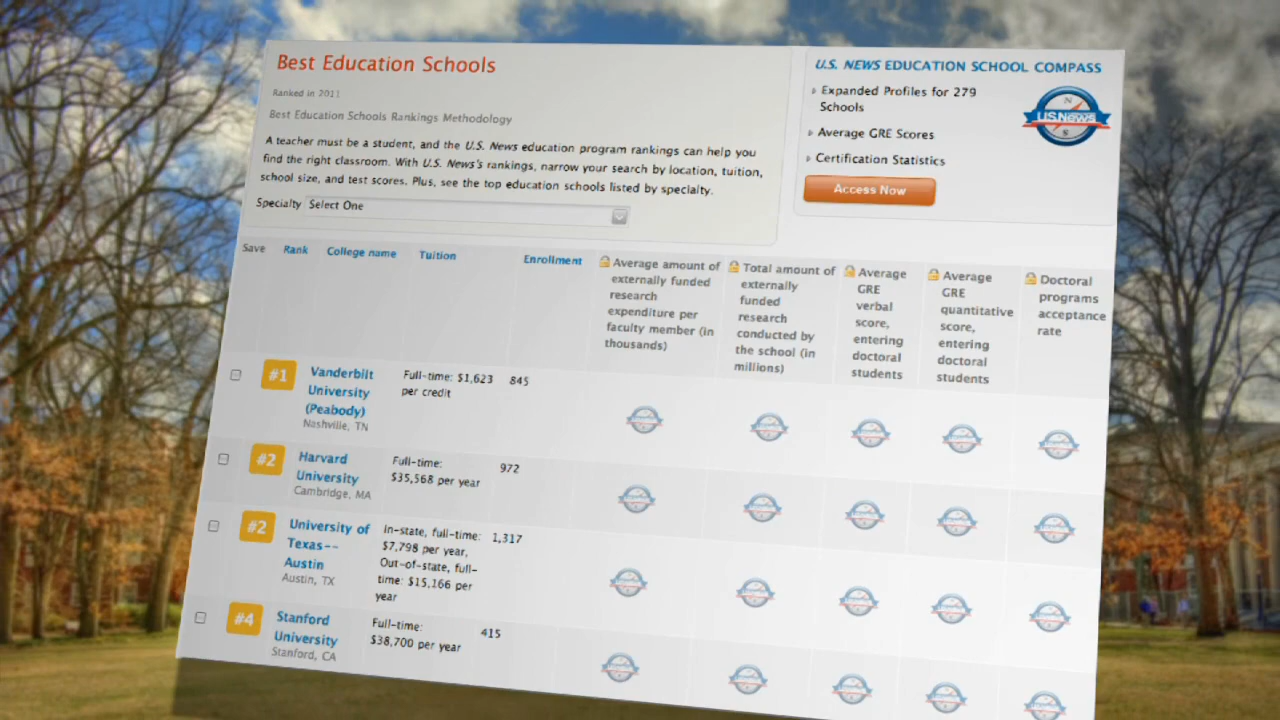 Best Education Schools
Ranked in 2011
Best Education Schools Rankings Methodology
A teacher must be a student, and the U.S. News education program rankings can help you
find the right classroom. With U.S. News's rankings, narrow your search by location, tuition,
school size, and test scores. Plus, see the top education schools listed by specialty.
Specialty Select One
U.S. NEWS EDUCATION SCHOOL COMPASS
Expanded Profiles for 279
Schools
Average GRE Scores
Certification Statistics
Access Now
N
U.S.News
S
Save
Rank
College name
Tuition
Enrollment
Average amount of
externally funded
research
expenditure per
faculty member (in
thousands)
Total amount of
externally
funded
research
conducted by
the school (in
millions)
Average
GRE
verbal
score,
entering
doctoral
students
Average
GRE
quantitative
score,
entering
doctoral
students
Doctoral
programs
acceptance
rate
#1
Vanderbilt
University
(Peabody)
Nashville, TN
Full-time: $1,623
per credit
845
#2
Harvard
University
Cambridge, MA
Full-time:
$35,568 per year
972
#2
University of
Texas--
Austin
Austin, TX
In-state, full-time:
$7,798 per year,
Out-of-state, full-
time: $15,166 per
year
1,317
#4
Stanford
University
Stanford, CA
Full-time:
$38,700 per year
415